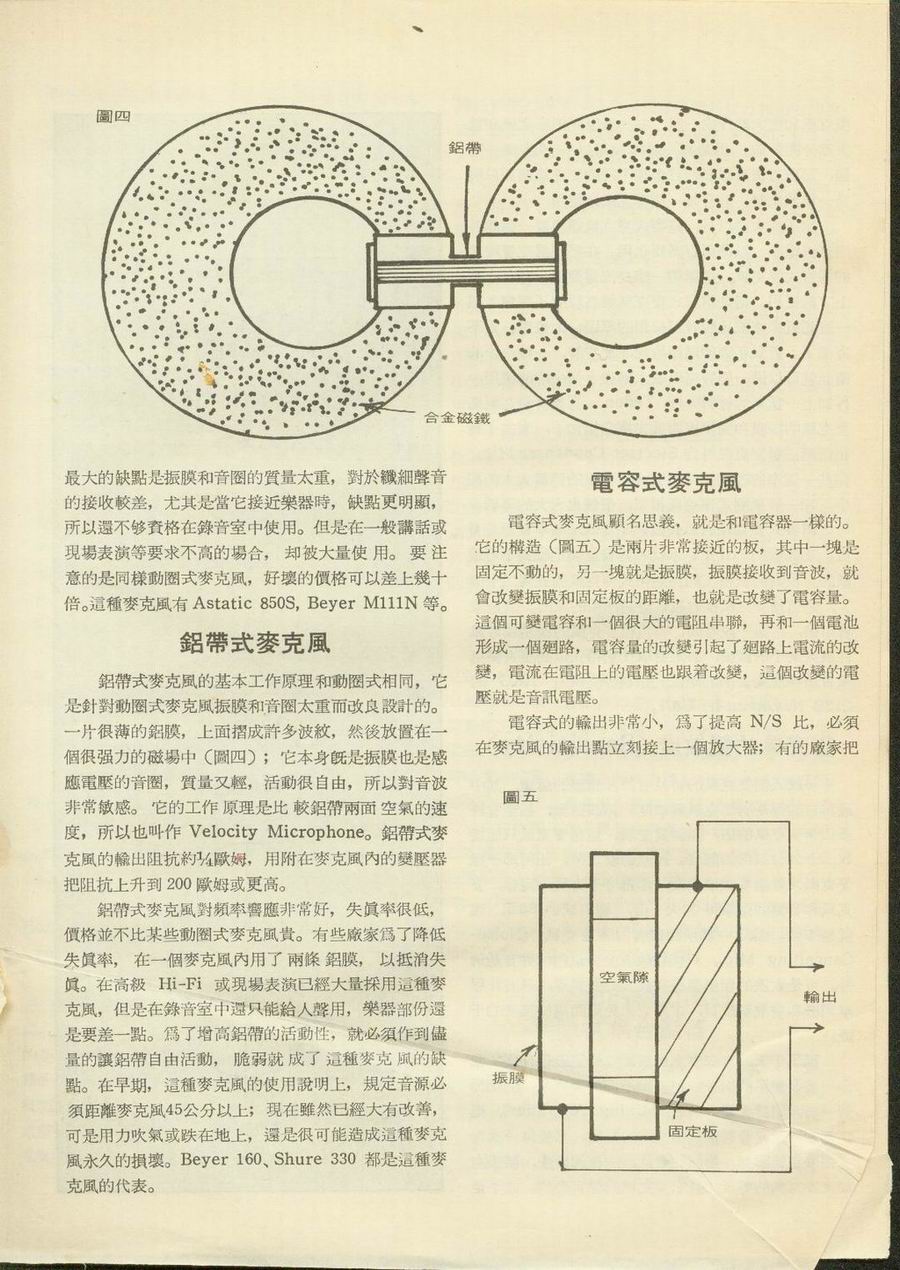 圖四
鋁帶
合金磁鐵
最大的缺點是振膜和音圈的質量太重，對於纖細聲音
的接收較差，尤其是當它接近樂器時，缺點更明顯，
所以還不够資格在錄音室中使用。但是在一般講話或
現場表演等要求不高的場合，却被大量使用。要注
意的是同樣動圈式麥克風，好壞的價格可以差上幾十
倍。這種麥克風有 Astatic 850S, Beyer M111N 等。
鋁帶式麥克風
鋁帶式麥克風的基本工作原理和動圈式相同，它
是針對動圈式麥克風振膜和音圈太重而改良設計的。
一片很薄的鋁膜，上面摺成許多波紋，然後放置在一
個很强力的磁場中（圖四）；它本身旣是振膜也是感
應電壓的音圈，質量又輕，活動很自由，所以對音波
非常敏感。它的工作原理是比較鋁帶兩面空氣的速
度，所以也叫作 Velocity Microphone。鋁帶式麥
克風的輸出阻抗約¼歐姆，用附在麥克風內的變壓器
把阻抗上升到 200 歐姆或更高。
鋁帶式麥克風對頻率響應非常好，失眞率很低，
價格並不比某些動圈式麥克風貴。有些廠家爲了降低
失眞率，在一個麥克風內用了兩條鋁膜，以抵消失
眞。在高級 Hi-Fi 或現場表演已經大量採用這種麥
克風，但是在錄音室中還只能給人聲用，樂器部份還
是要差一點。爲了增高鋁帶的活動性，就必須作到儘
量的讓鋁帶自由活動，脆弱就成了這種麥克風的缺
點。在早期，這種麥克風的使用說明上，規定音源必
須距離麥克風45公分以上；現在雖然已經大有改善，
可是用力吹氣或跌在地上，還是很可能造成這種麥克
風永久的損壞。Beyer 160、Shure 330 都是這種麥
克風的代表。
電容式麥克風
電容式麥克風顧名思義，就是和電容器一樣的。
它的構造（圖五）是兩片非常接近的板，其中一塊是
固定不動的，另一塊就是振膜，振膜接收到音波，就
會改變振膜和固定板的距離，也就是改變了電容量。
這個可變電容和一個很大的電阻串聯，再和一個電池
形成一個廻路，電容量的改變引起了廻路上電流的改
變，電流在電阻上的電壓也跟着改變，這個改變的電
壓就是音訊電壓。
電容式的輸出非常小，爲了提高 N/S 比，必須
在麥克風的輸出點立刻接上一個放大器；有的廠家把
圖五
空氣隙
輸出
振膜
固定板